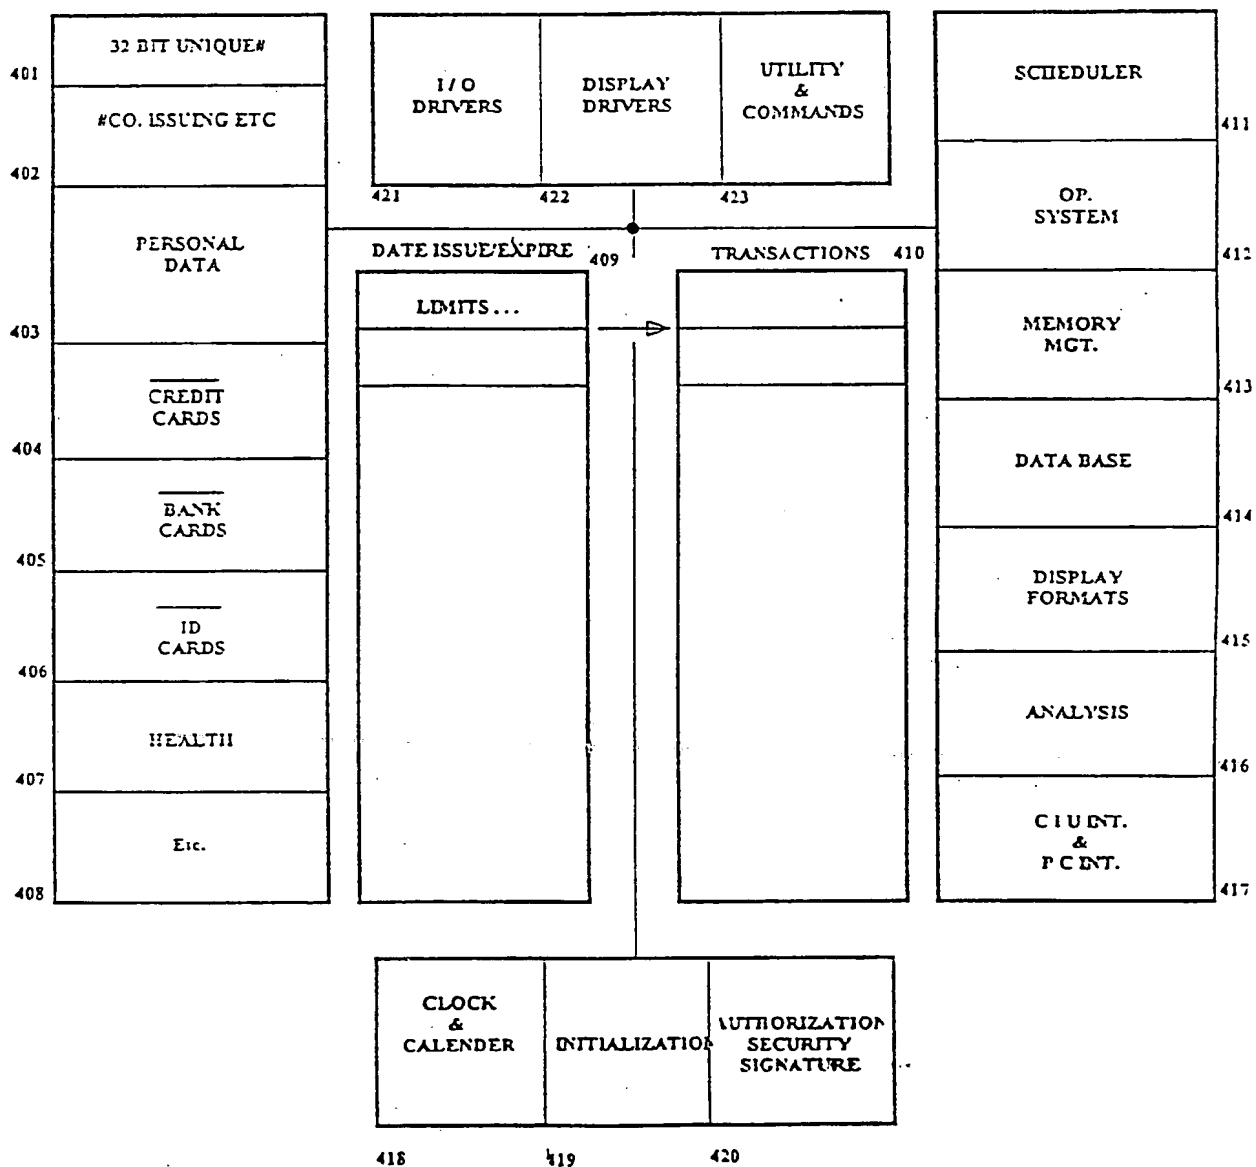 32 BIT UNIQUE#
401
#CO. ISSUING ETC
402
PERSONAL
DATA
403
CREDIT
CARDS
404
BANK
CARDS
405
ID
CARDS
406
HEALTH
407
Etc.
408
I/O
DRIVERS
421
DISPLAY
DRIVERS
422
UTILITY
&
COMMANDS
423
DATE ISSUE/EXPIRE
409
LIMITS...
TRANSACTIONS
410
SCHEDULER
411
OP.
SYSTEM
412
MEMORY
MGT.
413
DATA BASE
414
DISPLAY
FORMATS
415
ANALYSIS
416
C I U INT.
&
P C INT.
417
CLOCK
&
CALENDER
418
INITIALIZATION
419
AUTHORIZATION
SECURITY
SIGNATURE
420